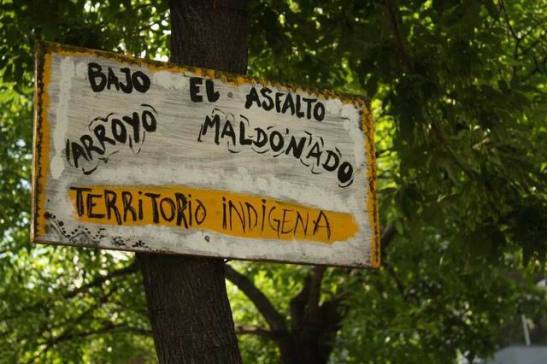 BAJO EL ASFALTO
ARROYO MALDONADO
TERRITORIO INDIGENA